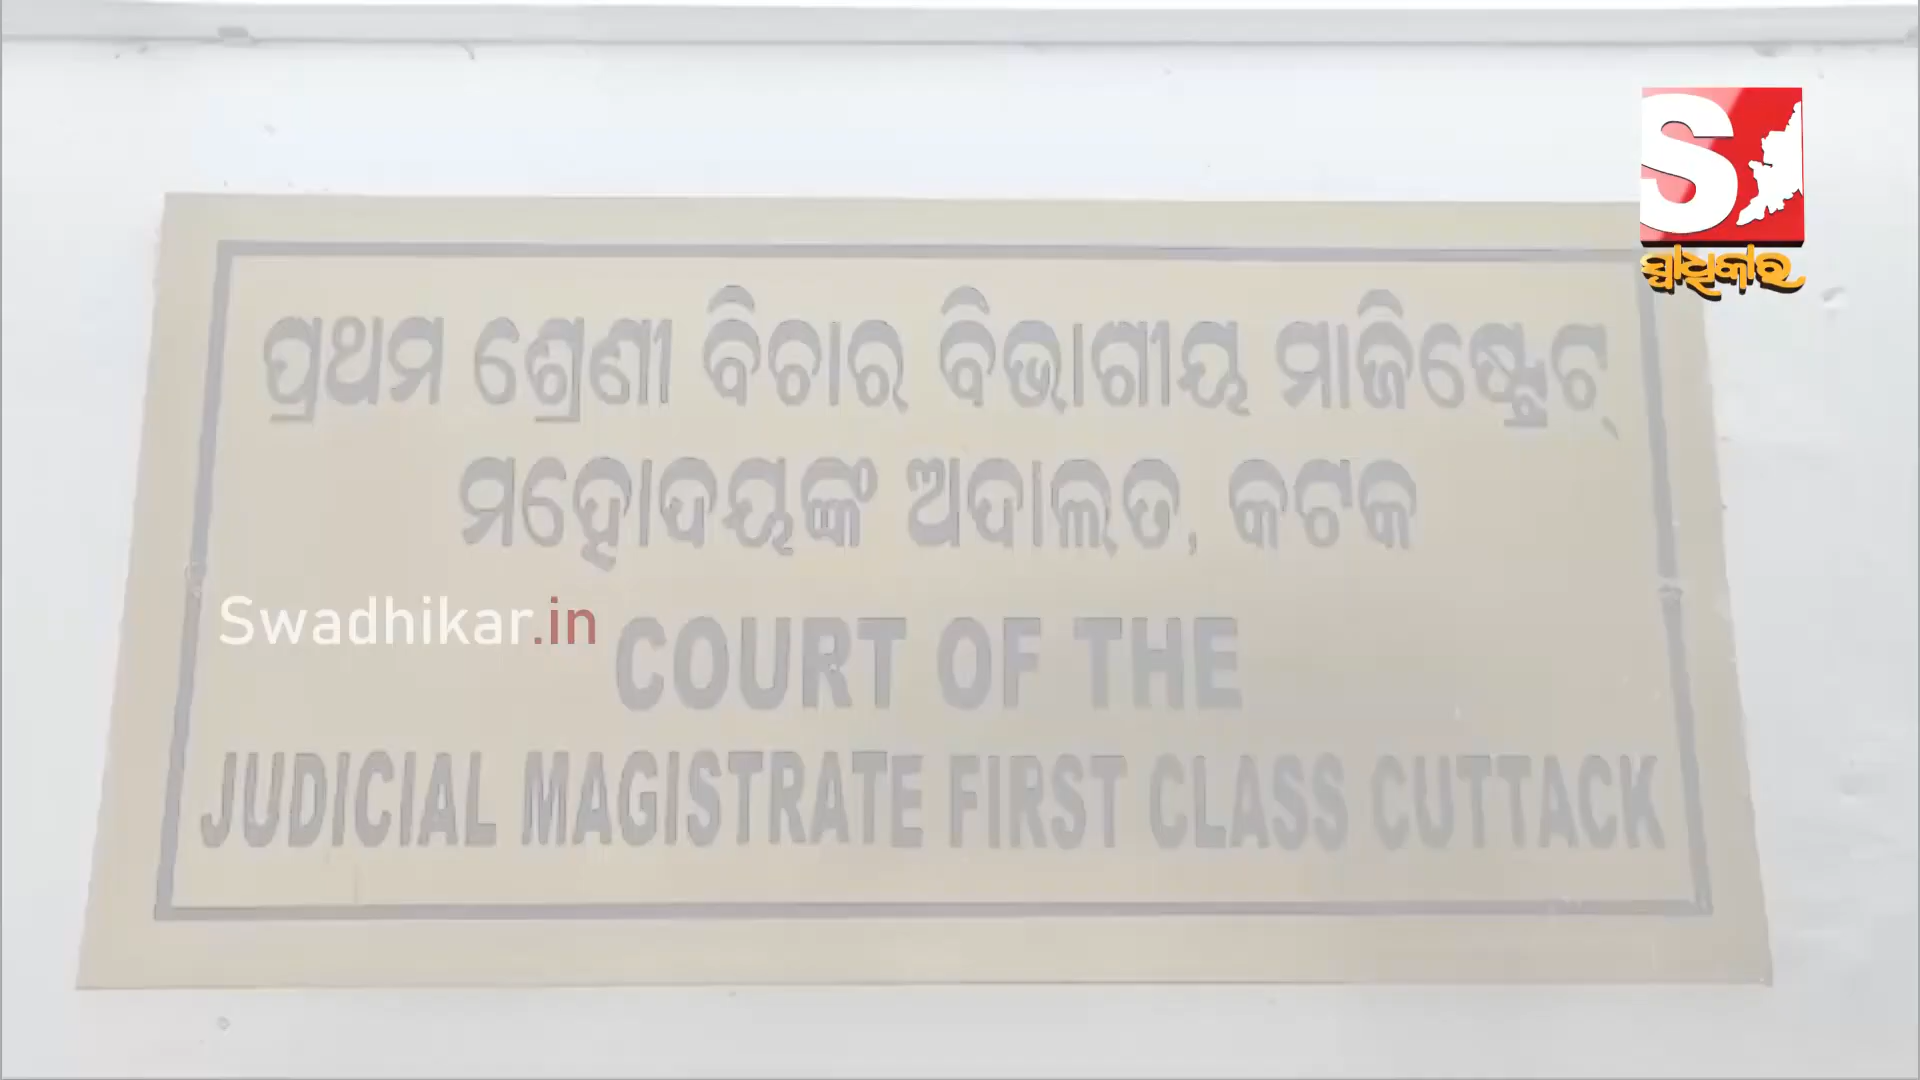 ସ୍ୱାଧିକାର
ପ୍ରଥମ ଶ୍ରେଣୀ ବିଚାର ବିଭାଗୀୟ ମାଜିଷ୍ଟ୍ରେଟ୍
ମହୋଦୟଙ୍କ ଅଦାଲତ, କଟକ
Swadhikar.in
COURT OF THE
JUDICIAL MAGISTRATE FIRST CLASS CUTTACK